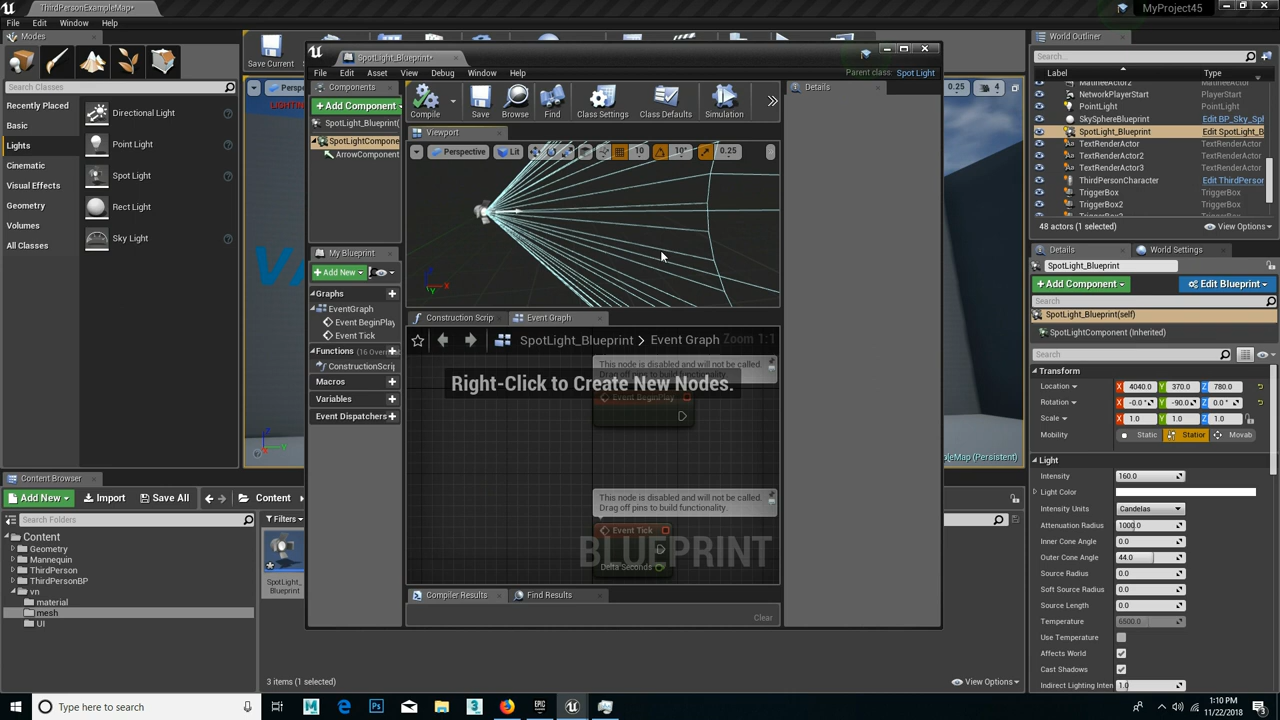 ThirdPersonExampleMap*
MyProject45
File Edit Window Help
Modes
Search Classes
Recently Placed
Basic
Lights
Cinematic
Visual Effects
Geometry
Volumes
All Classes
Directional Light
Point Light
Spot Light
Rect Light
Sky Light
Save Current
SpotLight_Blueprint*
File Edit Asset View Debug Window Help
Parent class: Spot Light
Components
+ Add Component
SpotLight_Blueprint(
SpotLightCompone
ArrowComponent
Compile
Save
Browse
Find
Class Settings
Class Defaults
Simulation
Details
Viewport
Perspective
Lit
10
10°
0.25
My Blueprint
+ Add New
Graphs
EventGraph
Event BeginPlay
Event Tick
Functions (16 Overr
ConstructionScrip
Macros
Variables
Event Dispatchers
Construction Scrip
Event Graph
SpotLight_Blueprint > Event Graph
Zoom 1:1
This node is disabled and will not be called.
Drag off pins to build functionality.
Right-Click to Create New Nodes.
Event BeginPlay
This node is disabled and will not be called.
Drag off pins to build functionality.
Event Tick
Delta Seconds
BLUEPRINT
Compiler Results
Find Results
Clear
0.25
4
World Outliner
Search...
Label
Type
MatineeActor2
MatineeActor
NetworkPlayerStart PlayerStart
PointLight PointLight
SkySphereBlueprint Edit BP_Sky_Sph
SpotLight_Blueprint Edit SpotLight_B
TextRenderActor TextRenderActor
TextRenderActor2 TextRenderActor
TextRenderActor3 TextRenderActor
ThirdPersonCharacter Edit ThirdPerson
TriggerBox TriggerBox
TriggerBox2 TriggerBox
48 actors (1 selected)
View Options
Details
World Settings
SpotLight_Blueprint
+ Add Component
Edit Blueprint
Search
SpotLight_Blueprint(self)
SpotLightComponent (Inherited)
Search
Transform
Location X 4040.0 Y 370.0 Z 780.0
Rotation X -0.0° Y -90.0° Z 0.0°
Scale X 1.0 Y 1.0 Z 1.0
Mobility Static Station Movab
Light
Intensity 160.0
Light Color
Intensity Units Candelas
Attenuation Radius 1000.0
Inner Cone Angle 0.0
Outer Cone Angle 44.0
Source Radius 0.0
Soft Source Radius 0.0
Source Length 0.0
Temperature 6500.0
Use Temperature
Affects World
Cast Shadows
Indirect Lighting Inten 1.0
Content Browser
Add New
Import
Save All
Content
Search Folders
Filters
Content
Geometry
Mannequin
ThirdPerson
ThirdPersonBP
vn
material
mesh
UI
SpotLight_
Blueprint
3 items (1 selected)
View Options
Type here to search
1:10 PM
11/22/2018